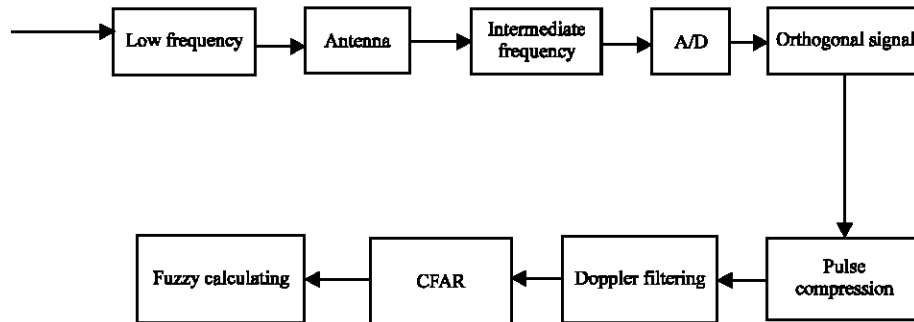 Low frequency
Antenna
Intermediate
frequency
A/D
Orthogonal signal
Fuzzy calculating
CFAR
Doppler filtering
Pulse
compression